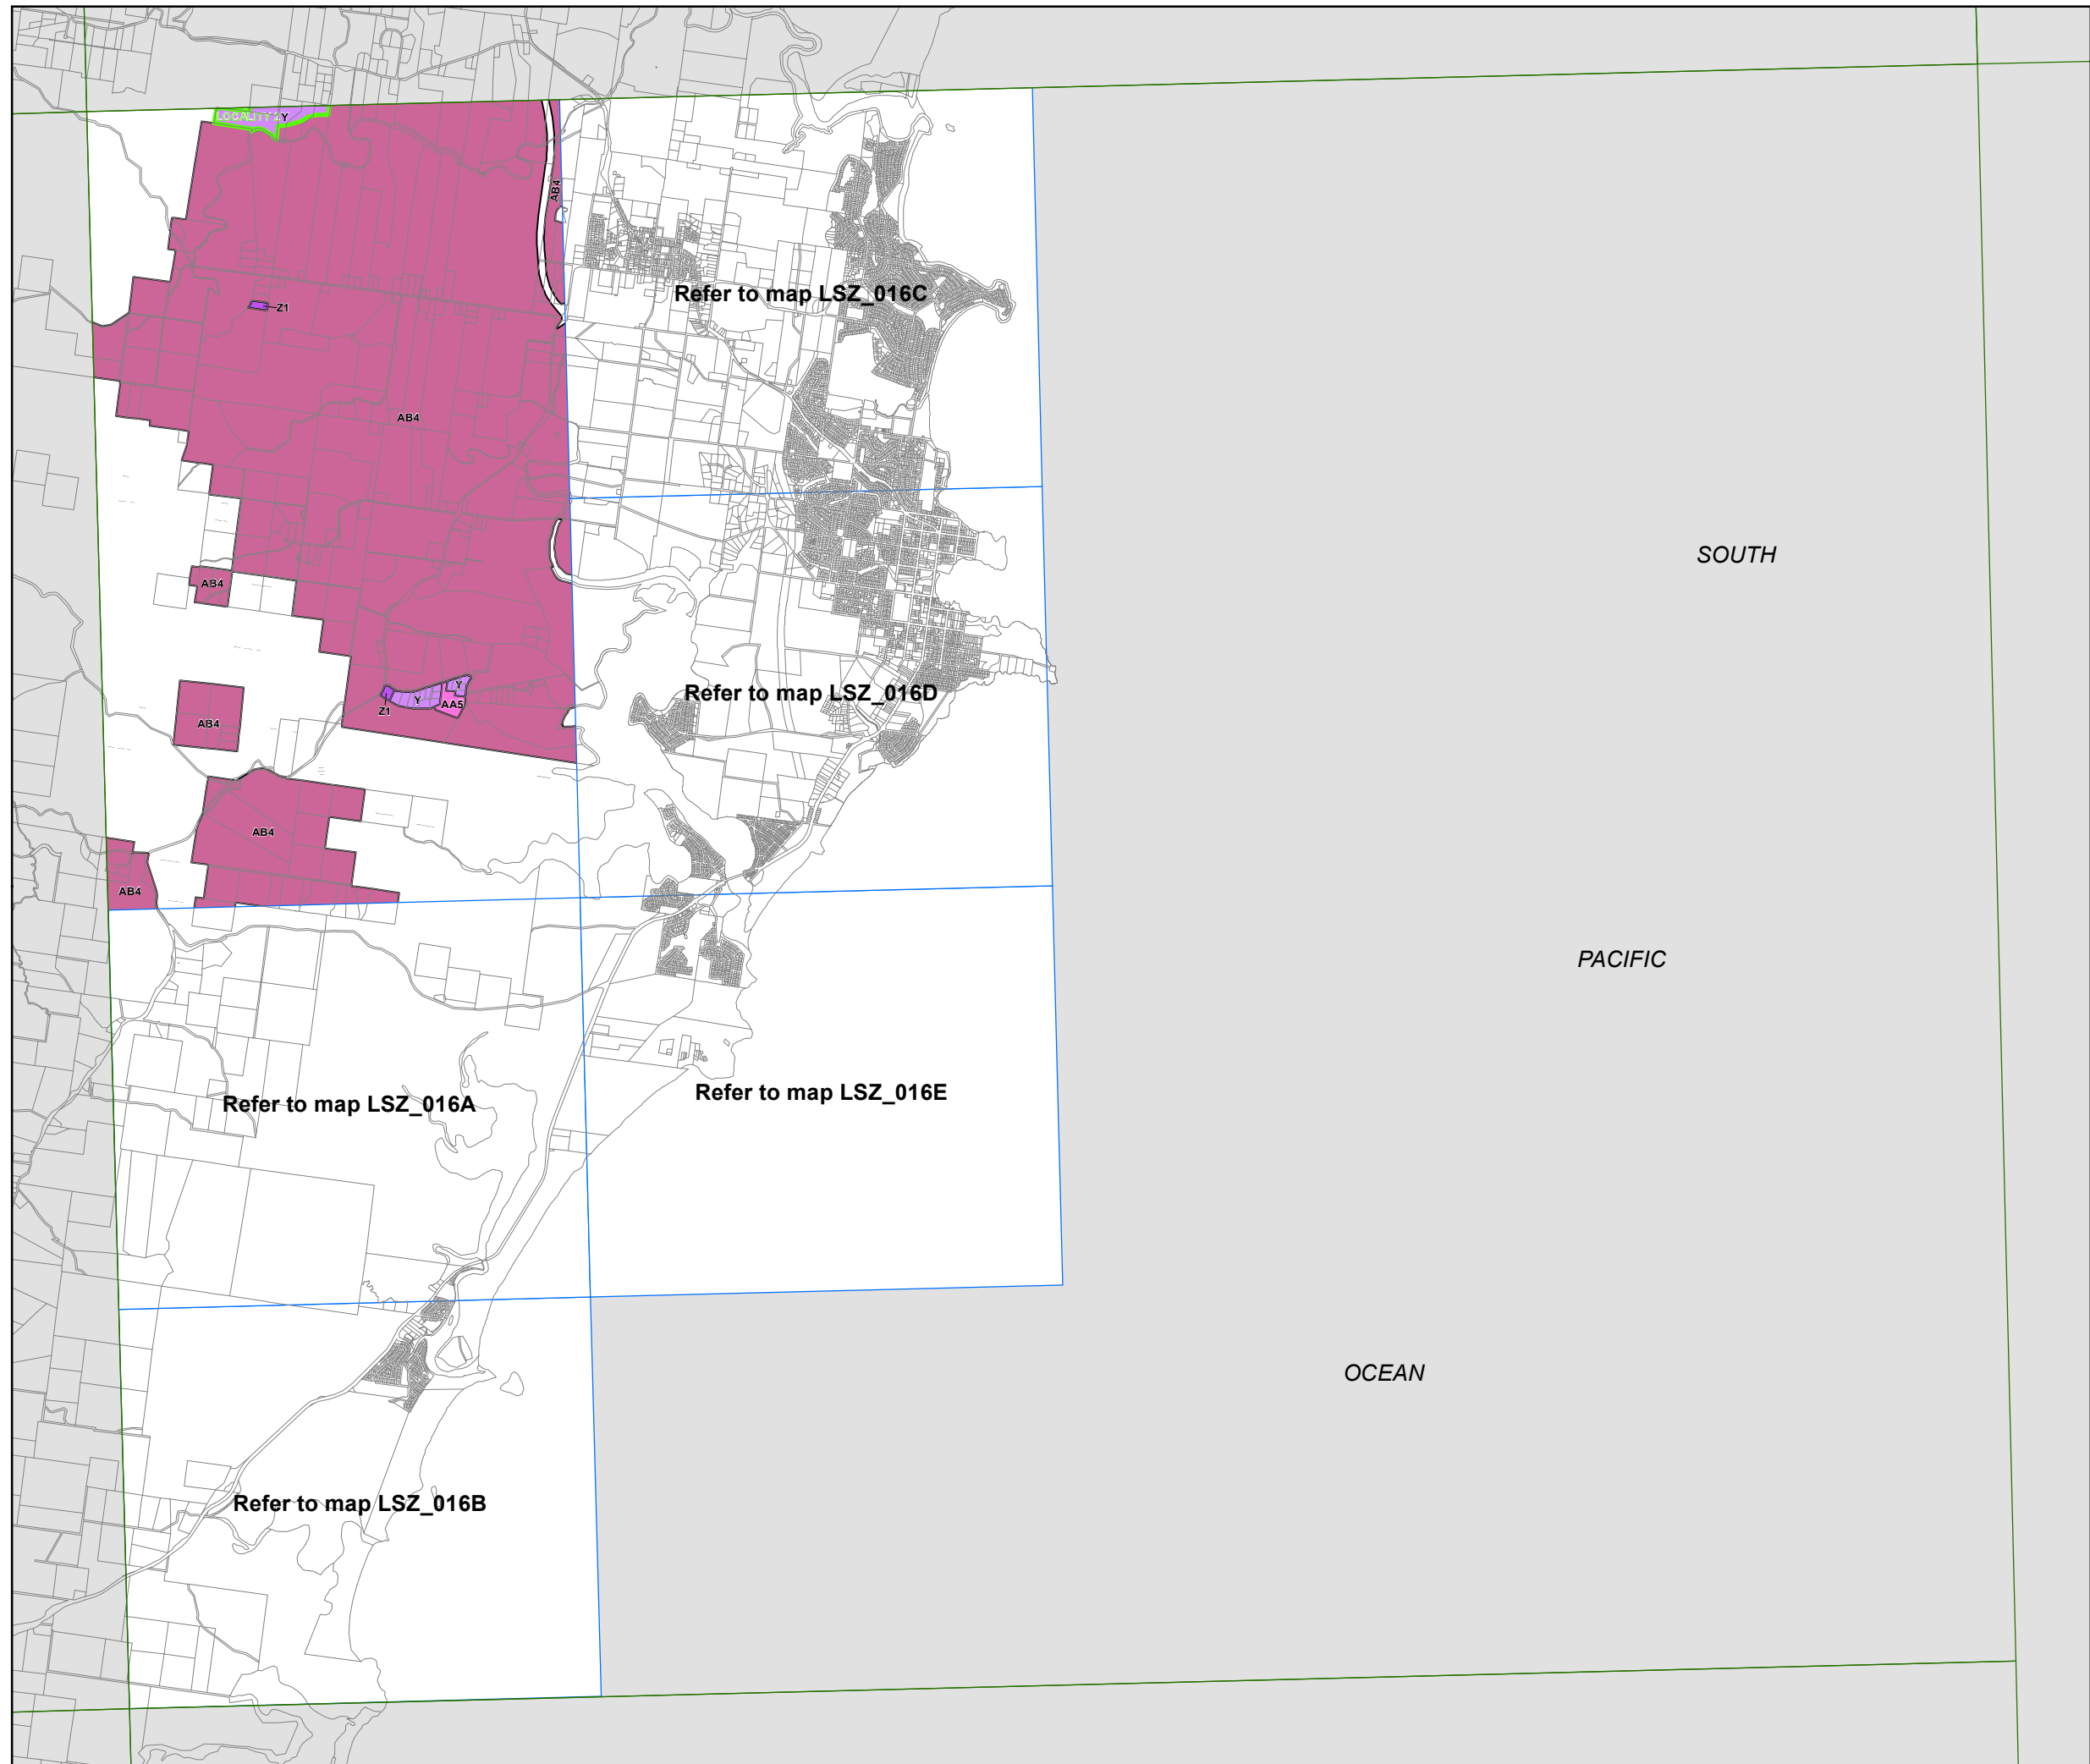 LOCALITY 2
Y
AB4
Refer to map LSZ_016C
Z1
AB4
SOUTH
AB4
Y
Refer to map LSZ_016D
Y
AA5
Z1
AB4
AB4
AB4
PACIFIC
Refer to map LSZ_016A
Refer to map LSZ_016E
OCEAN
Refer to map LSZ_016B